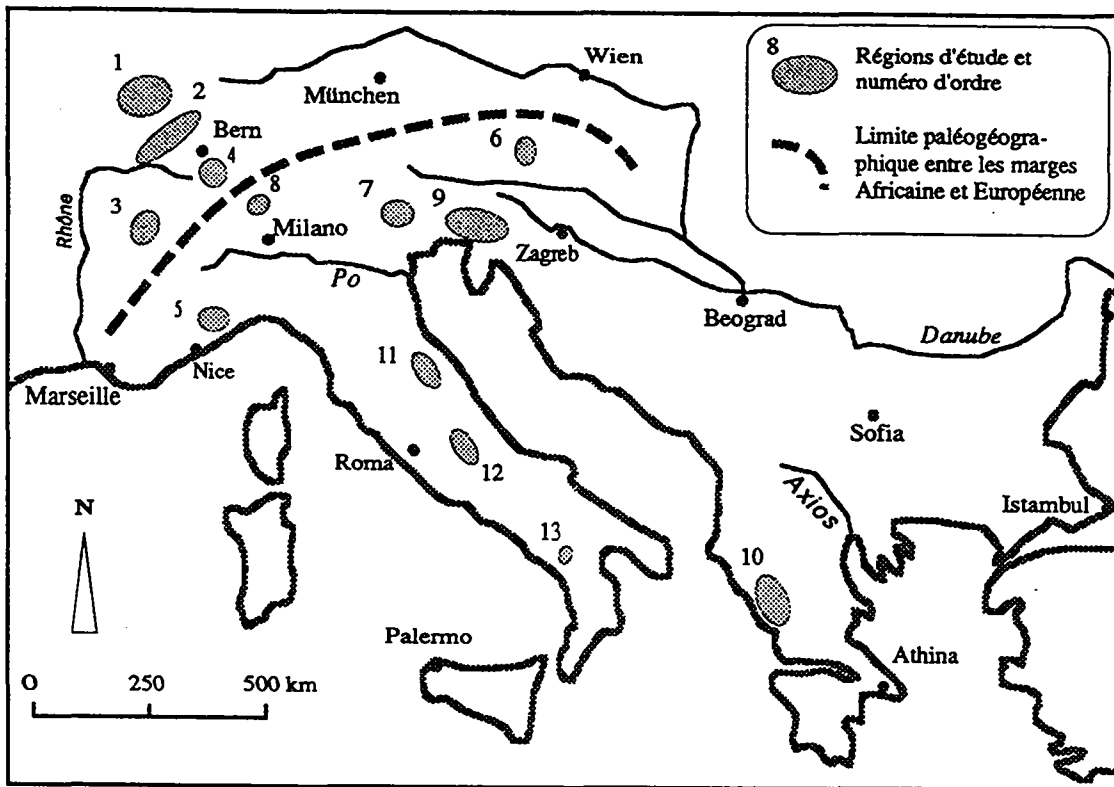 8
Régions d'étude et
numéro d'ordre
Limite paléogéogra-
phique entre les marges
Africaine et Européenne
1
2
Wien
München
Bern
4
6
3
Rhône
8
7
9
Milano
Zagreb
Po
5
Beograd
Danube
Nice
11
Marseille
Sofia
Roma
12
Axios
Istambul
N
13
10
Palermo
Athina
O 250 500 km